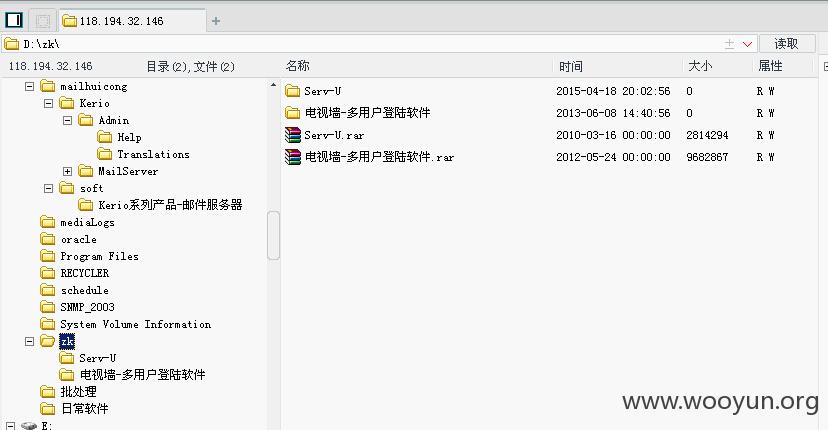 118.194.32.146
D:\zk\
读取
118.194.32.146 目录(2),文件(2)
名称 时间 大小 属性
Serv-U 2015-04-18 20:02:56 0 R W
电视墙-多用户登陆软件 2013-06-08 14:40:56 0 R W
Serv-U.rar 2010-03-16 00:00:00 2814294 R W
电视墙-多用户登陆软件.rar 2012-05-24 00:00:00 9682867 R W
mailhuicong
Kerio
Admin
Help
Translations
MailServer
soft
Kerio系列产品-邮件服务器
mediaLogs
oracle
Program Files
RECYCLER
schedule
SNMP_2003
System Volume Information
zk
Serv-U
电视墙-多用户登陆软件
批处理
日常软件
E:
www.wooyun.org